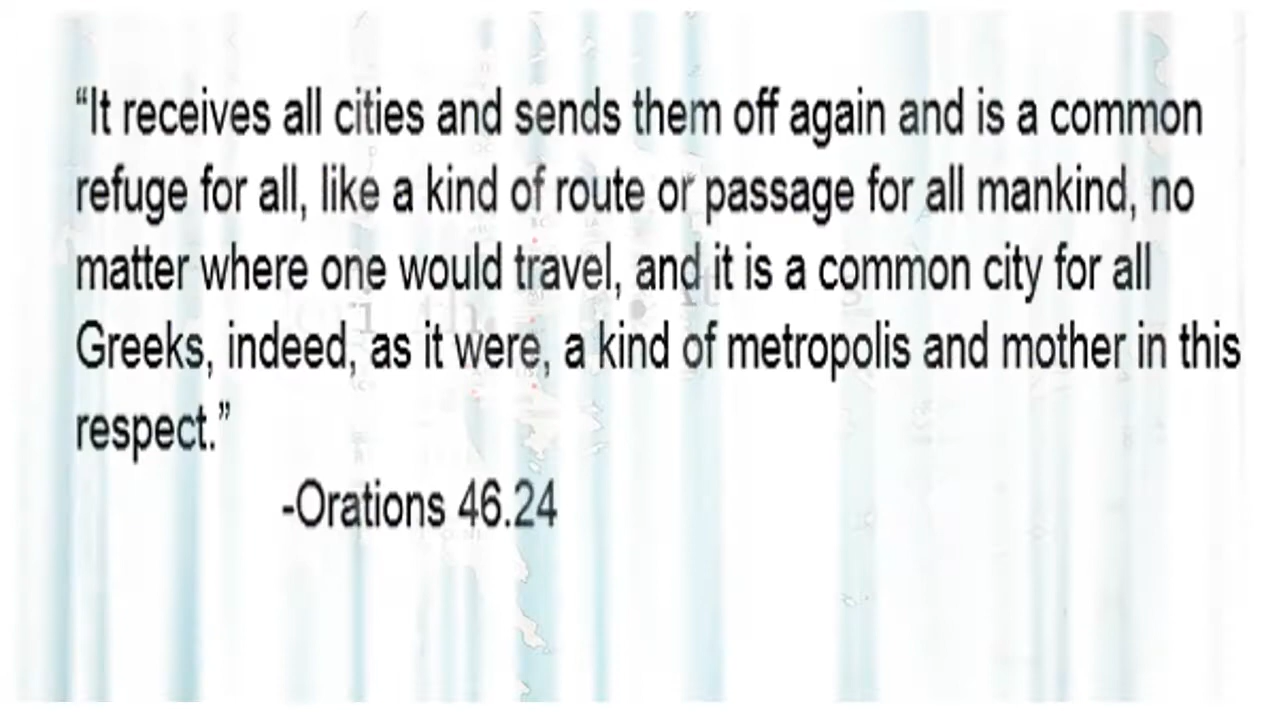 “It receives all cities and sends them off again and is a common
refuge for all, like a kind of route or passage for all mankind, no
matter where one would travel, and it is a common city for all
Greeks, indeed, as it were, a kind of metropolis and mother in this
respect.”
-Orations 46.24